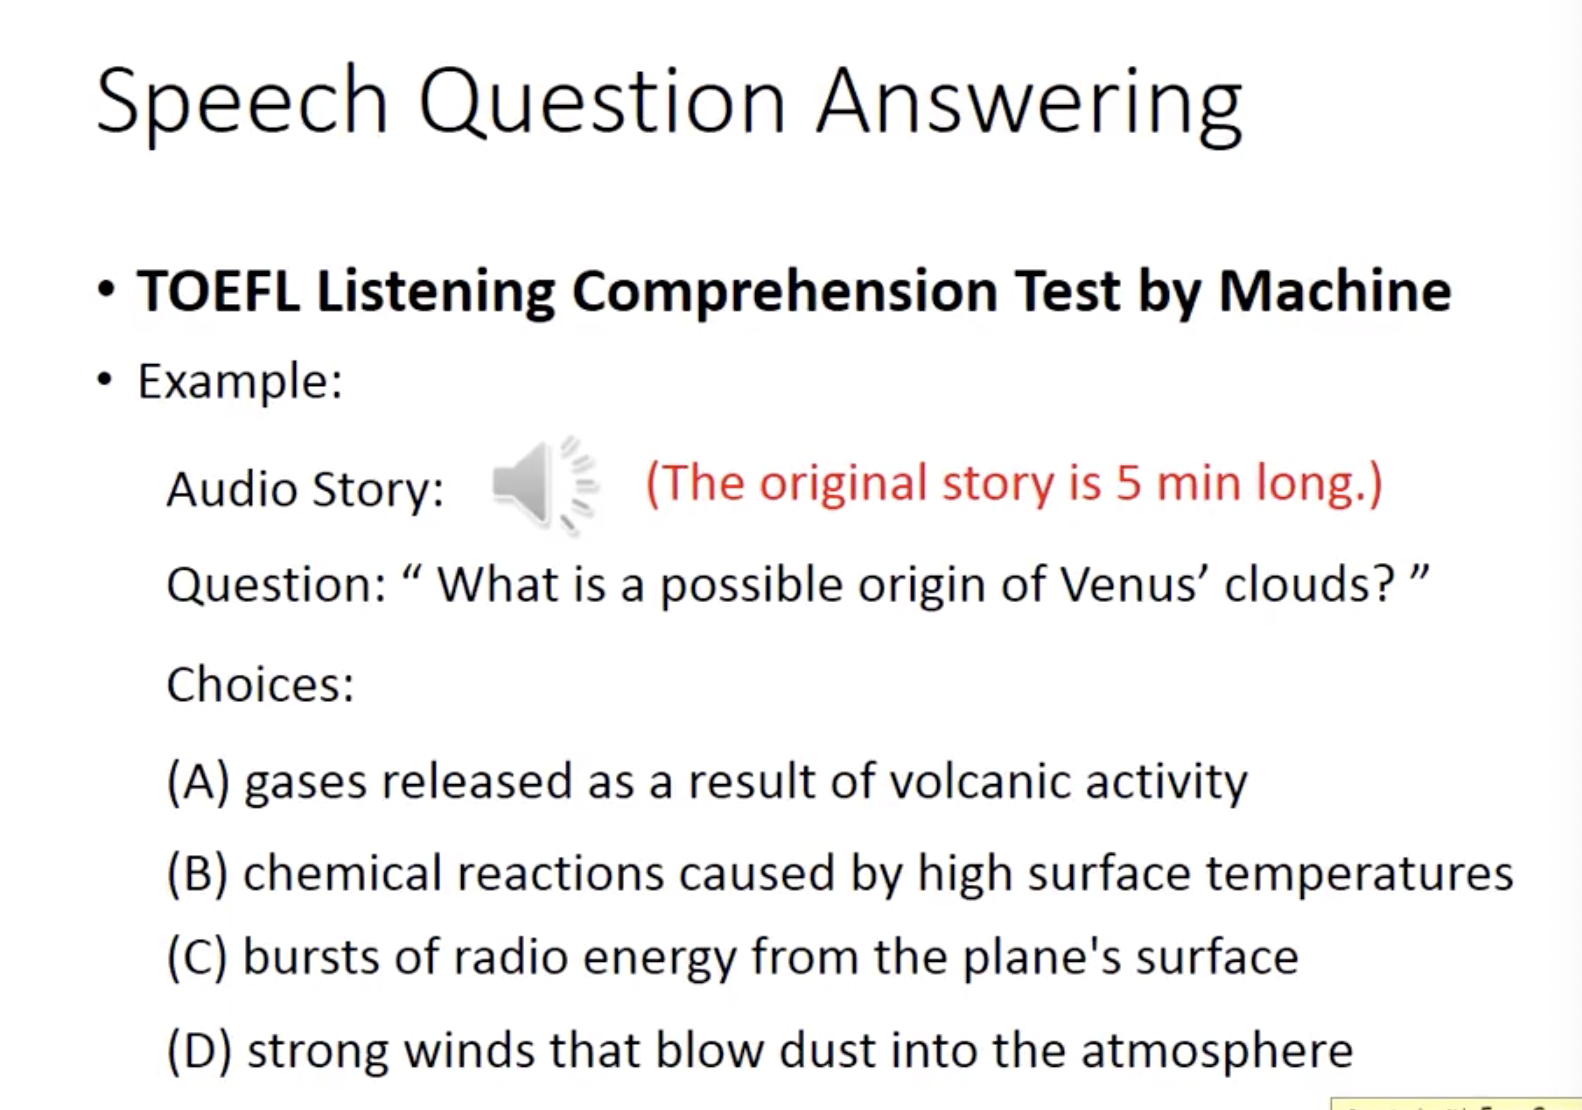 Speech Question Answering
• TOEFL Listening Comprehension Test by Machine
• Example:
Audio Story: (The original story is 5 min long.)
Question: “ What is a possible origin of Venus’ clouds? ”
Choices:
(A) gases released as a result of volcanic activity
(B) chemical reactions caused by high surface temperatures
(C) bursts of radio energy from the plane's surface
(D) strong winds that blow dust into the atmosphere